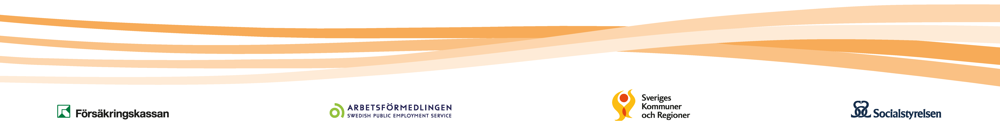 Försäkringskassan
ARBETSFÖRMEDLINGEN
SWEDISH PUBLIC EMPLOYMENT SERVICE
Sveriges
Kommuner
och Regioner
Socialstyrelsen